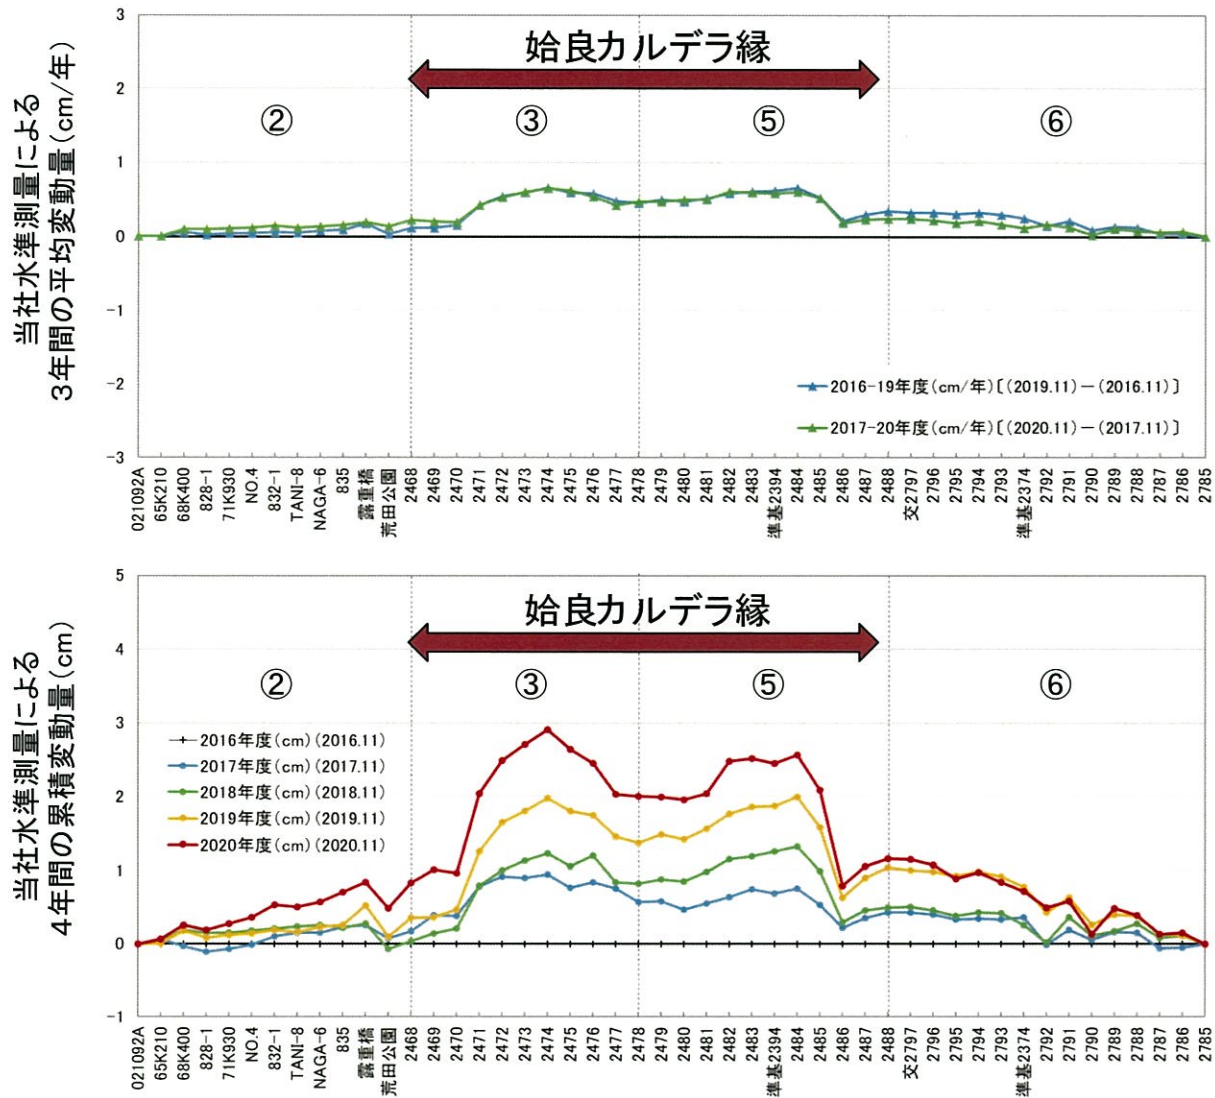 当社水準測量による
3年間の平均変動量(cm/年)
3
2
1
0
-1
-2
-3
姶良カルデラ縁
②
③
⑤
⑥
2016-19年度(cm/年)[(2019.11)-(2016.11)]
2017-20年度(cm/年)[(2020.11)-(2017.11)]
021092A
65K210
68K400
828-1
71K930
NO.4
832-1
TANI-8
NAGA-6
835
露重橋
荒田公園
2468
2469
2470
2471
2472
2473
2474
2475
2476
2477
2478
2479
2480
2481
2482
2483
準基2394
2484
2485
2486
2487
2488
交2797
2796
2795
2794
2793
準基2374
2792
2791
2790
2789
2788
2787
2786
2785
当社水準測量による
4年間の累積変動量(cm)
5
4
3
2
1
0
-1
姶良カルデラ縁
②
③
⑤
⑥
2016年度(cm)(2016.11)
2017年度(cm)(2017.11)
2018年度(cm)(2018.11)
2019年度(cm)(2019.11)
2020年度(cm)(2020.11)
021092A
65K210
68K400
828-1
71K930
NO.4
832-1
TANI-8
NAGA-6
835
露重橋
荒田公園
2468
2469
2470
2471
2472
2473
2474
2475
2476
2477
2478
2479
2480
2481
2482
2483
準基2394
2484
2485
2486
2487
2488
交2797
2796
2795
2794
2793
準基2374
2792
2791
2790
2789
2788
2787
2786
2785